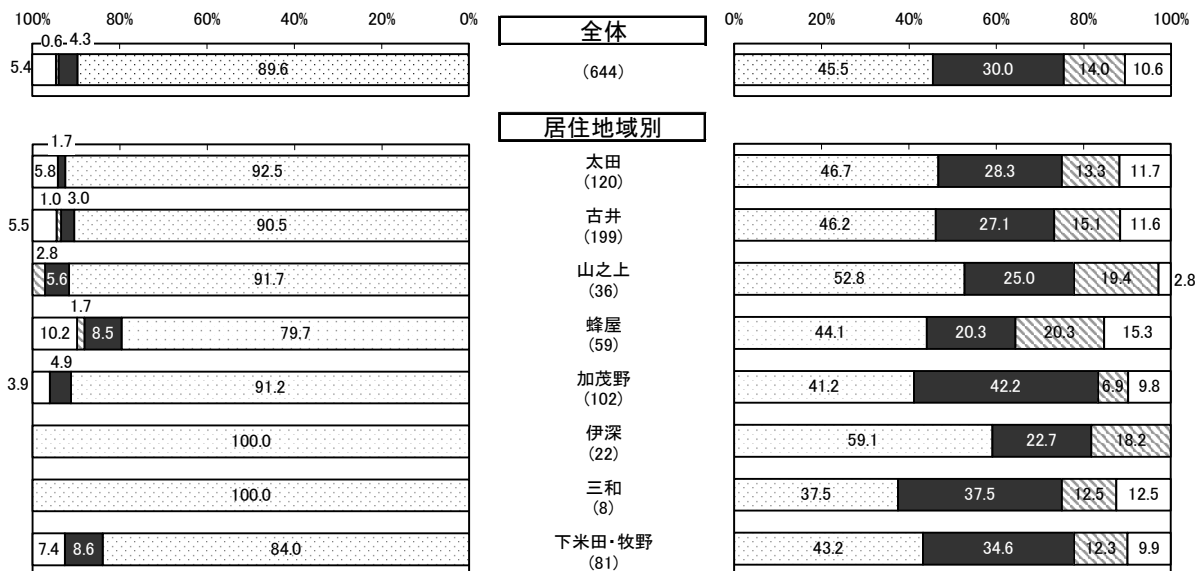 100% 80% 60% 40% 20% 0% 0% 20% 40% 60% 80% 100%
全体
0.6 4.3
5.4 89.6 (644) 45.5 30.0 14.0 10.6
居住地域別
1.7
太田
5.8 92.5 (120) 46.7 28.3 13.3 11.7
1.0 3.0
古井
5.5 90.5 (199) 46.2 27.1 15.1 11.6
2.8
山之上
5.6 91.7 (36) 52.8 25.0 19.4 2.8
1.7
蜂屋
10.2 8.5 79.7 (59) 44.1 20.3 20.3 15.3
4.9
加茂野
3.9 91.2 (102) 41.2 42.2 6.9 9.8
伊深
100.0 (22) 59.1 22.7 18.2
三和
100.0 (8) 37.5 37.5 12.5 12.5
下米田・牧野
7.4 8.6 84.0 (81) 43.2 34.6 12.3 9.9